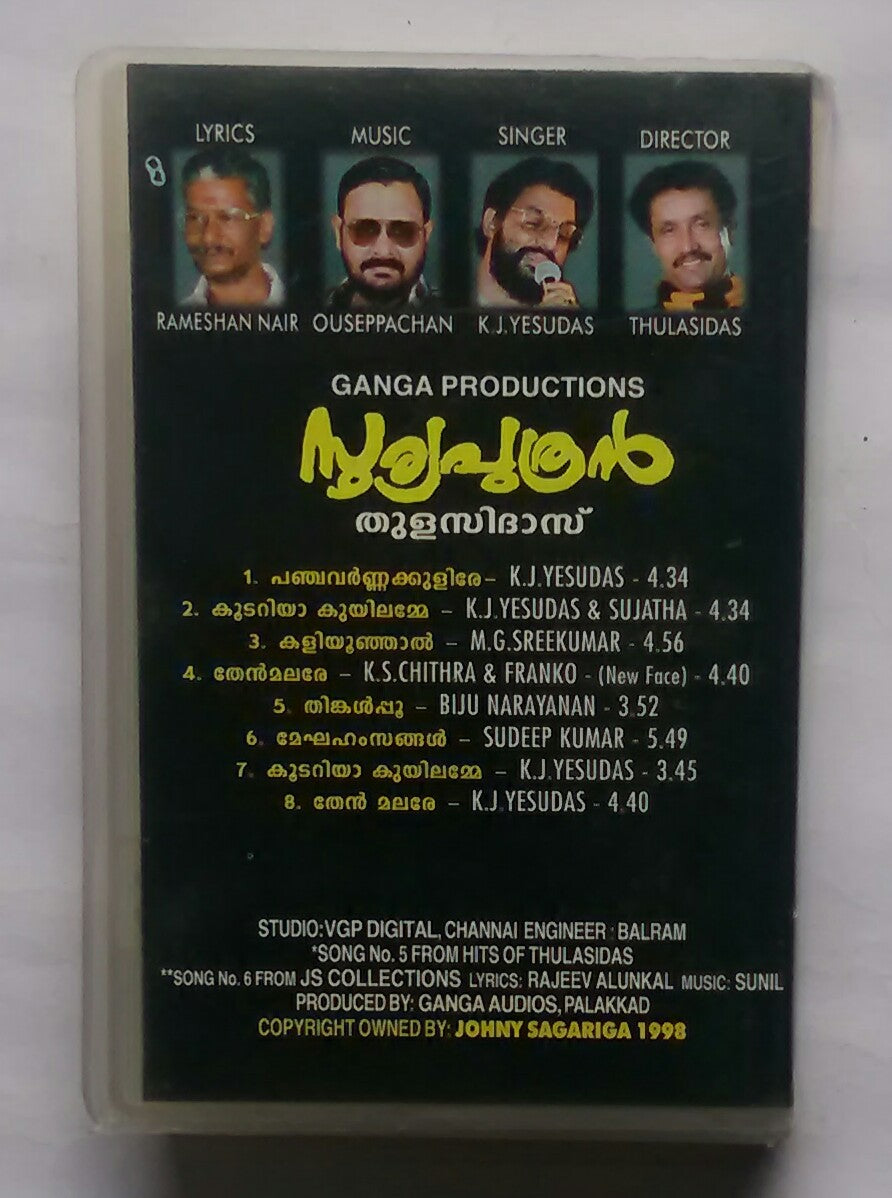 LYRICS MUSIC SINGER DIRECTOR
RAMESHAN NAIR OUSEPPACHAN K.J.YESUDAS THULASIDAS
GANGA PRODUCTIONS
സൂര്യപുത്രൻ
തുളസിദാസ്
1. പഞ്ചവർണ്ണക്കുളിരേ – K.J.YESUDAS - 4.34
2. കൂടറിയാ കുയിലമ്മേ – K.J.YESUDAS & SUJATHA - 4.34
3. കളിയൂഞ്ഞാൽ – M.G.SREEKUMAR - 4.56
4. തേൻമലരേ – K.S.CHITHRA & FRANKO - (New Face) - 4.40
5. തിങ്കൾപ്പൂ – BIJU NARAYANAN - 3.52
6. മേഘഹംസങ്ങൾ – SUDEEP KUMAR - 5.49
7. കൂടറിയാ കുയിലമ്മേ – K.J.YESUDAS - 3.45
8. തേൻ മലരേ – K.J.YESUDAS - 4.40
STUDIO:VGP DIGITAL, CHANNAI ENGINEER : BALRAM
*SONG No. 5 FROM HITS OF THULASIDAS
**SONG No. 6 FROM JS COLLECTIONS LYRICS: RAJEEV ALUNKAL MUSIC: SUNIL
PRODUCED BY: GANGA AUDIOS, PALAKKAD
COPYRIGHT OWNED BY: JOHNY SAGARIGA 1998